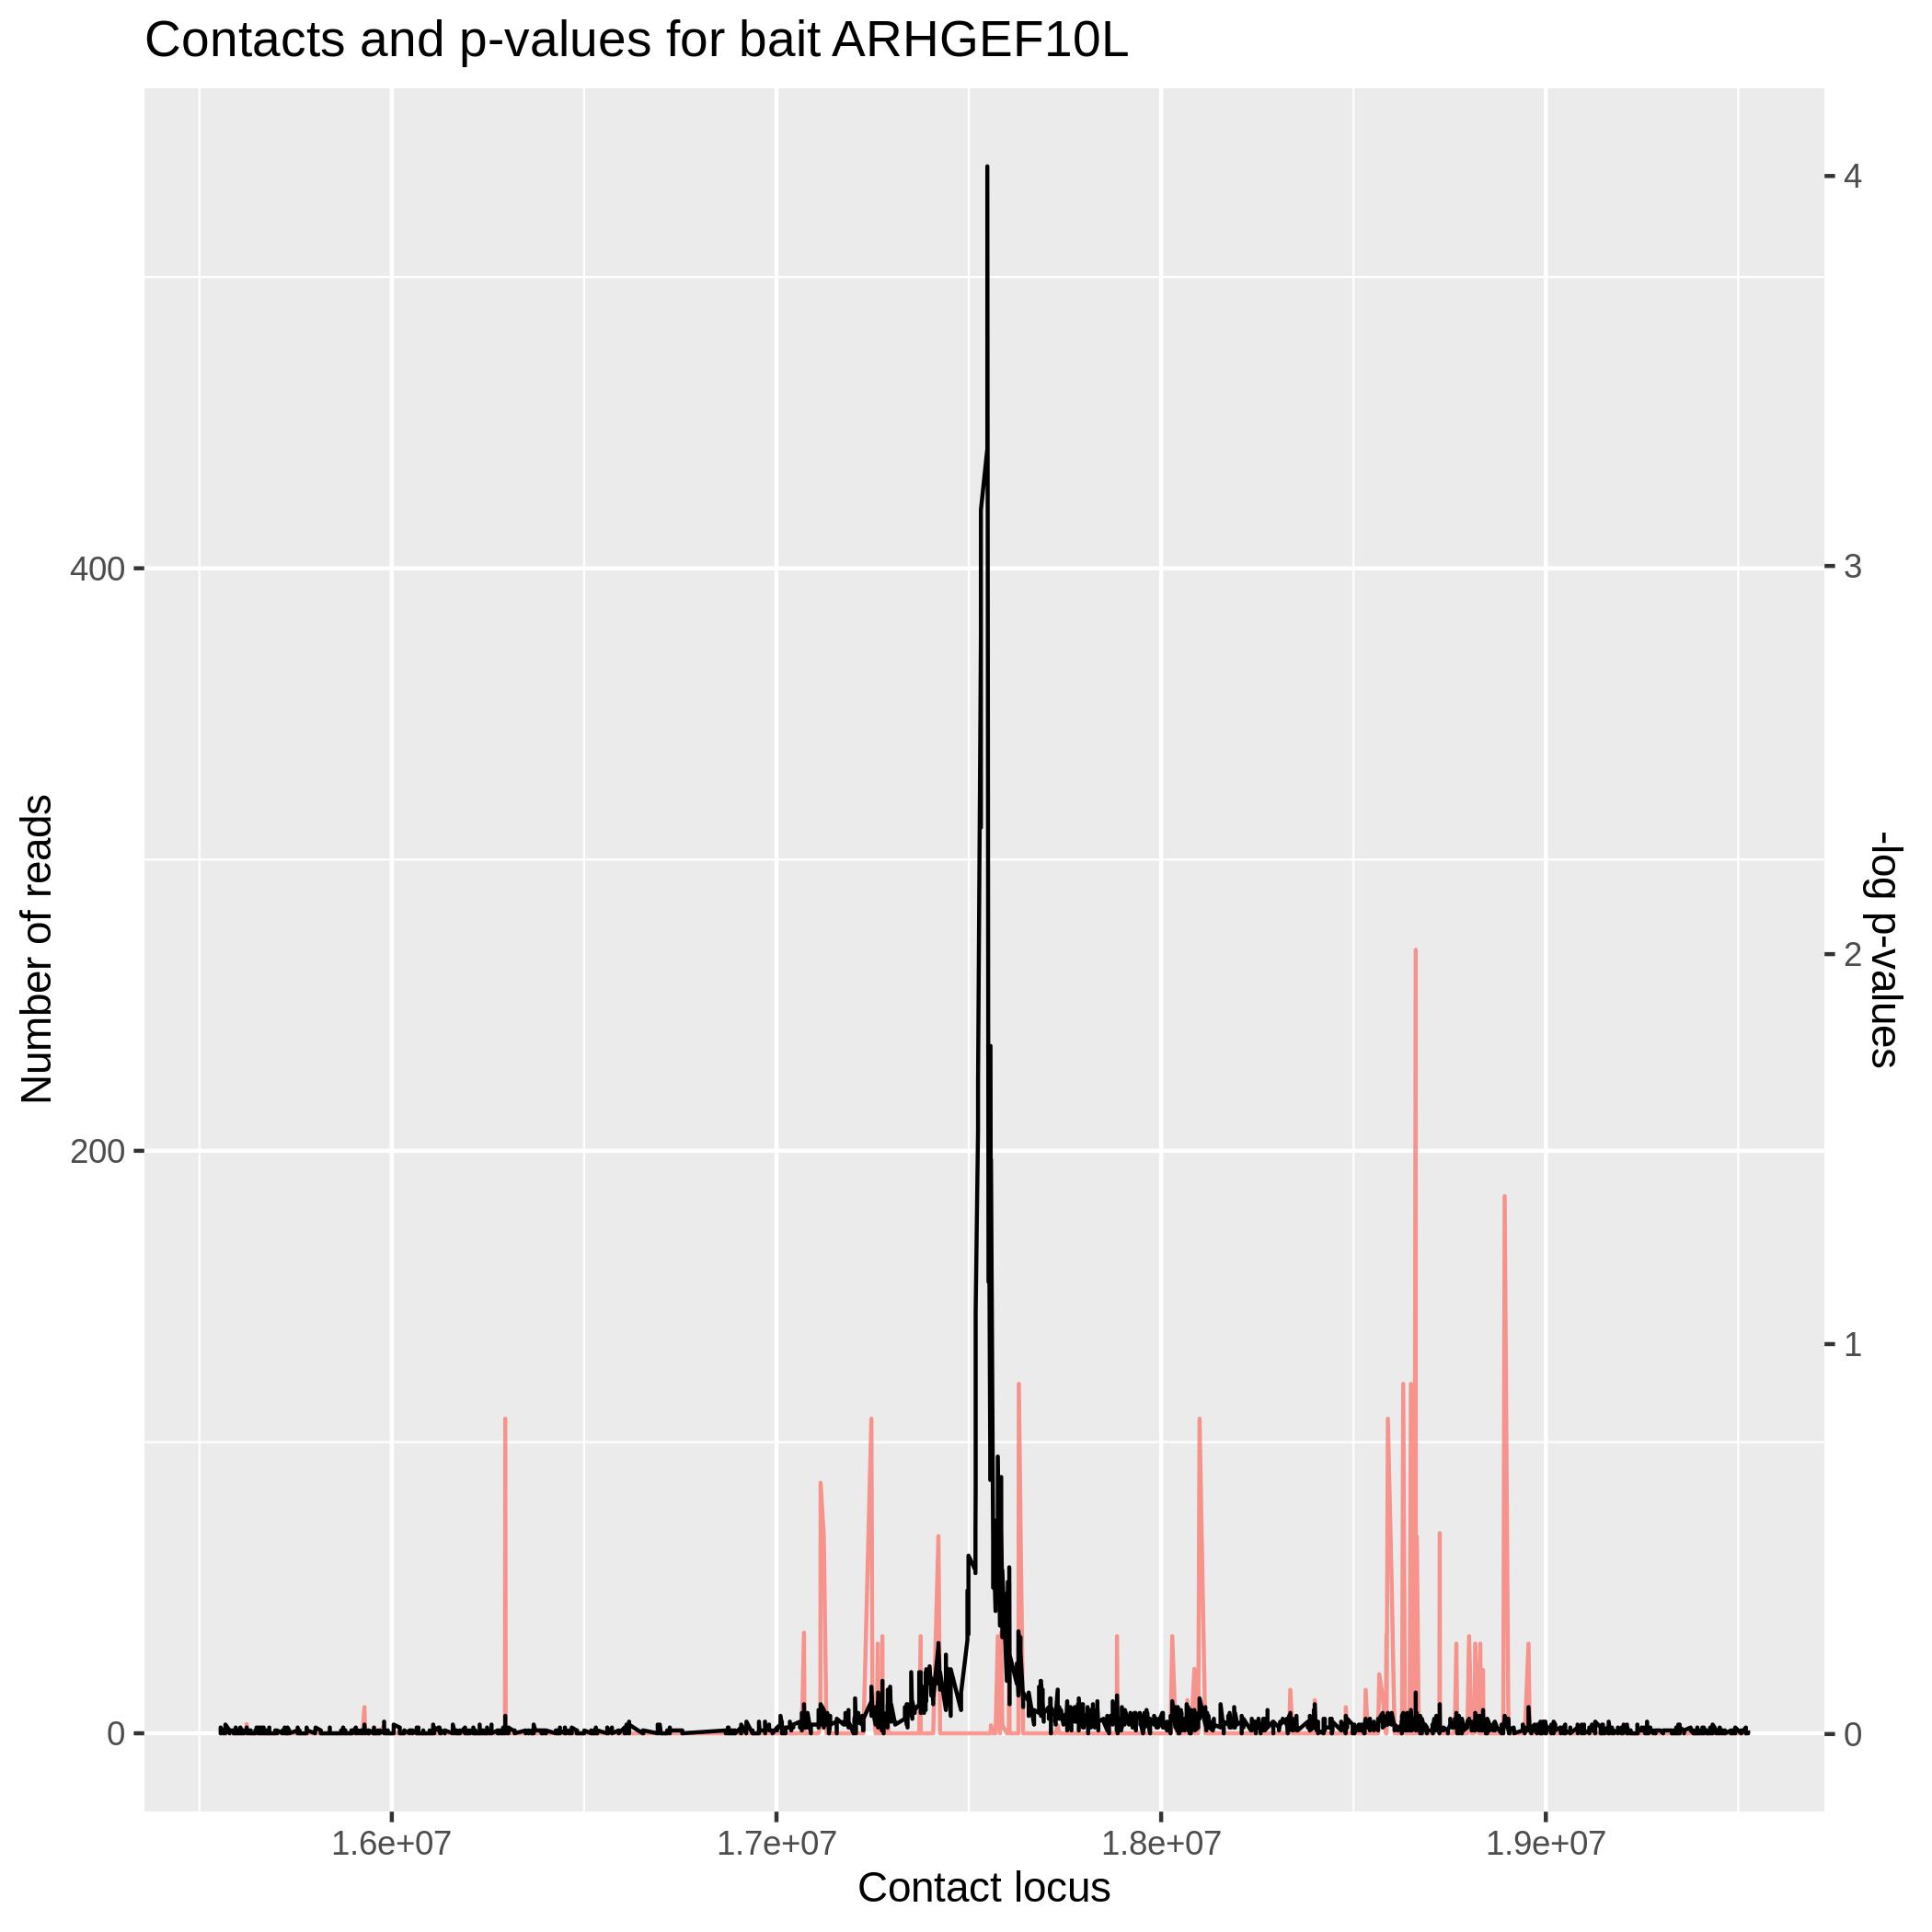 Contacts and p-values for bait ARHGEF10L
Number of reads
400
200
0
4
3
2
1
0
-log p-values
1.6e+07
1.7e+07
1.8e+07
1.9e+07
Contact locus